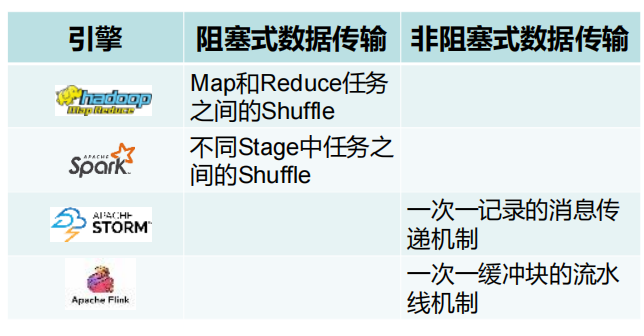 引擎 阻塞式数据传输 非阻塞式数据传输
hadoop
Map Reduce
Map和Reduce任务
之间的Shuffle
APACHE
Spark™
不同Stage中任务之
间的Shuffle
APACHE
STORM™
一次一记录的消息传
递机制
Apache Flink
一次一缓冲块的流水
线机制